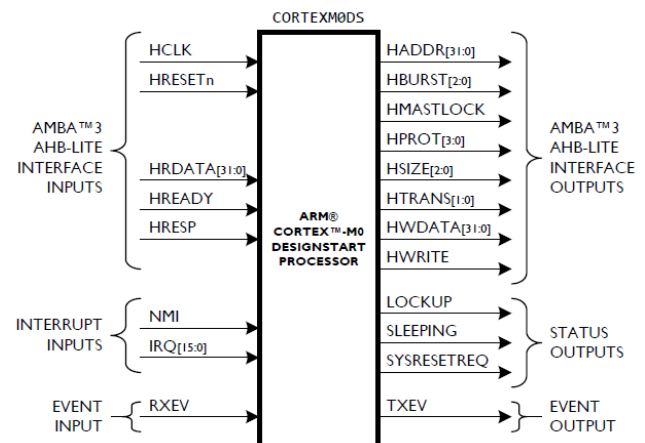 CORTEXM0DS
HCLK
HRESETn
AMBA™3
AHB-LITE
INTERFACE
INPUTS
HRDATA[31:0]
HREADY
HRESP
INTERRUPT
INPUTS
NMI
IRQ[15:0]
EVENT
INPUT
RXEV
ARM®
CORTEX™-M0
DESIGNSTART
PROCESSOR
HADDR[31:0]
HBURST[2:0]
HMASTLOCK
HPROT[3:0]
HSIZE[2:0]
HTRANS[1:0]
HWDATA[31:0]
HWRITE
AMBA™3
AHB-LITE
INTERFACE
OUTPUTS
LOCKUP
SLEEPING
SYSRESETREQ
STATUS
OUTPUTS
TXEV
EVENT
OUTPUT